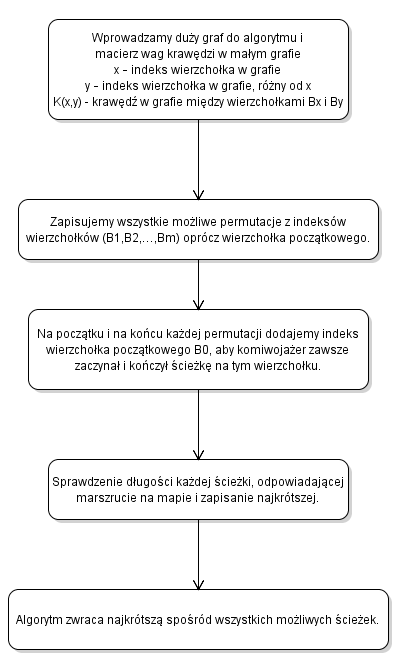 Wprowadzamy duży graf do algorytmu i
macierz wag krawędzi w małym grafie
x – indeks wierzchołka w grafie
y – indeks wierzchołka w grafie, różny od x
K(x,y) - krawędź w grafie między wierzchołkami Bx i By
Zapisujemy wszystkie możliwe permutacje z indeksów
wierzchołków (B1,B2,…,Bm) oprócz wierzchołka początkowego.
Na początku i na końcu każdej permutacji dodajemy indeks
wierzchołka początkowego B0, aby komiwojażer zawsze
zaczynał i kończył ścieżkę na tym wierzchołku.
Sprawdzenie długości każdej ścieżki, odpowiadającej
marszrucie na mapie i zapisanie najkrótszej.
Algorytm zwraca najkrótszą spośród wszystkich możliwych ścieżek.